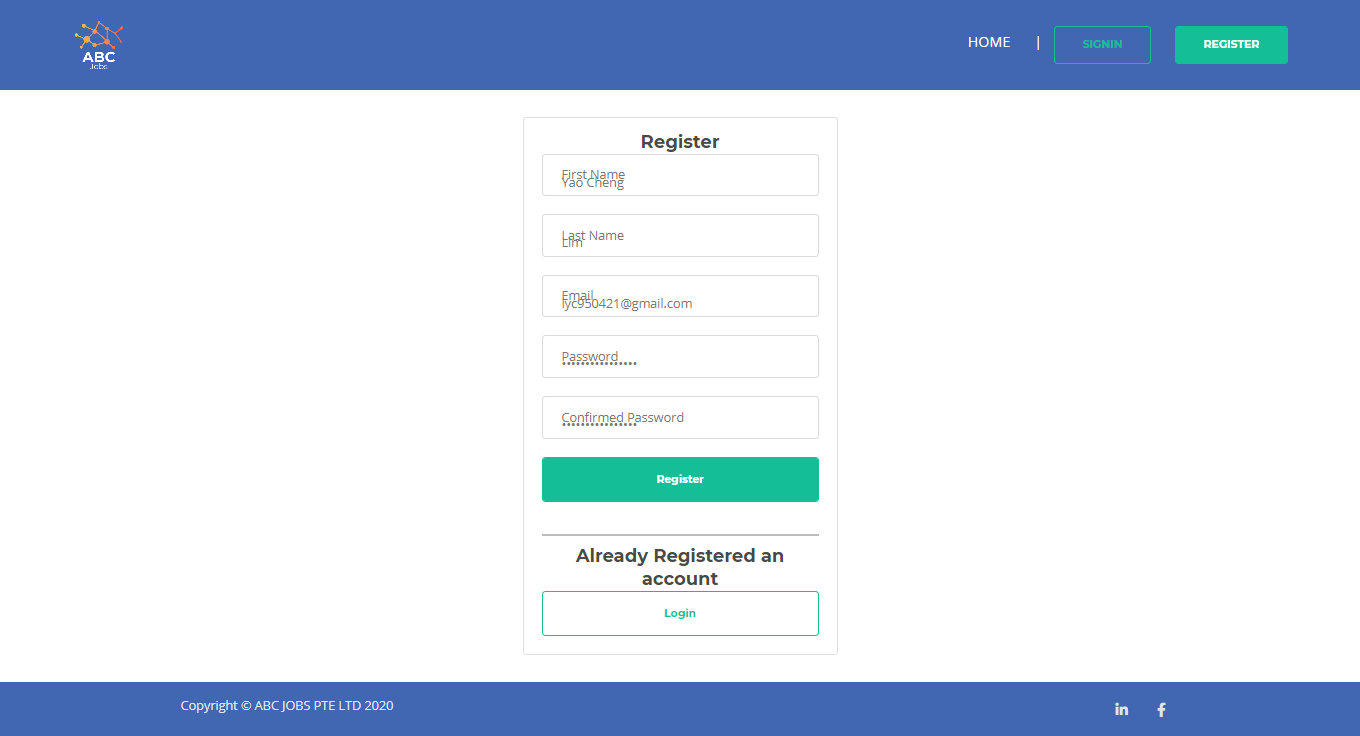 ABC
Jobs
HOME
|
SIGNIN
REGISTER
Register
First Name
Yao Cheng
Last Name
Lim
Email
lyc950421@gmail.com
Password
••••••••••••••••
Confirmed Password
••••••••••••••••
Register
Already Registered an
account
Login
Copyright © ABC JOBS PTE LTD 2020